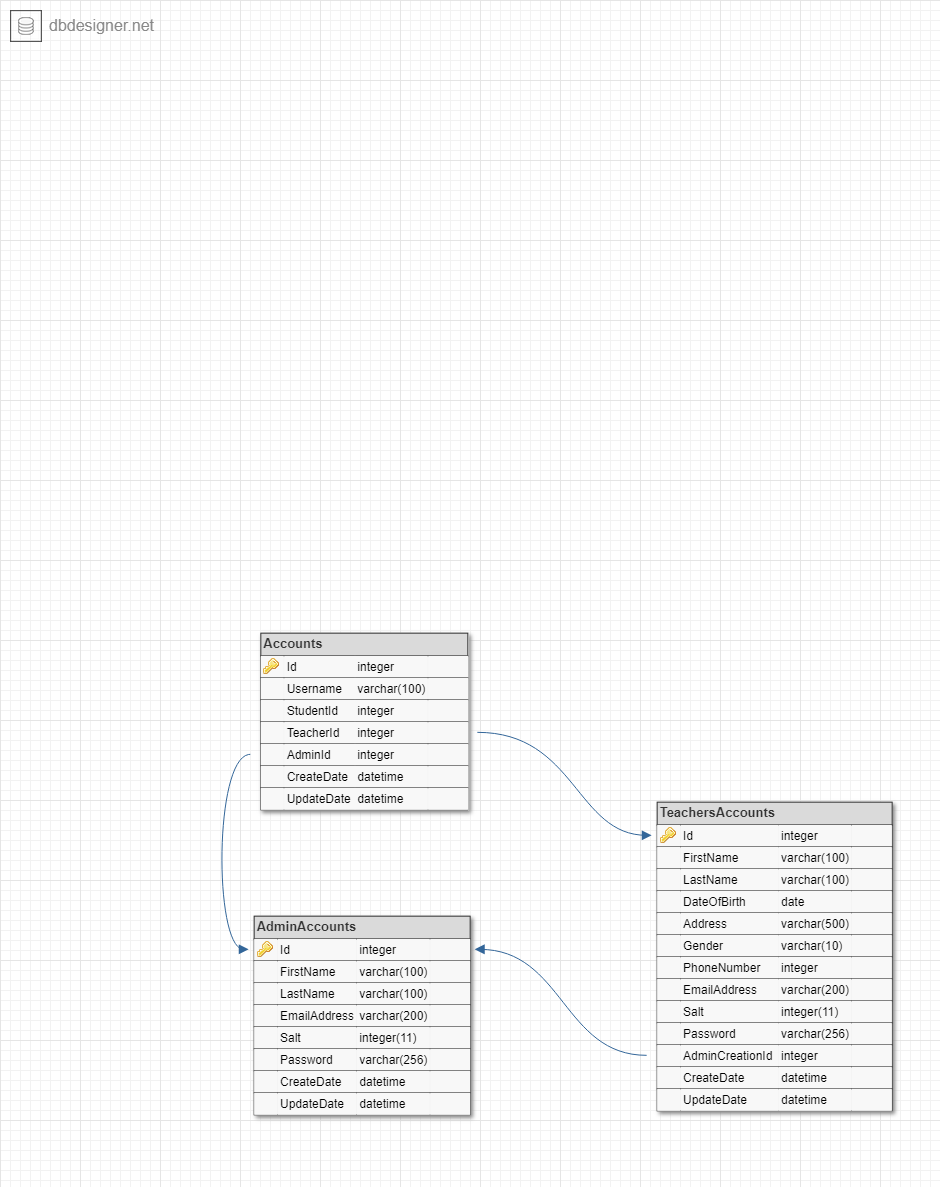 dbdesigner.net
Accounts
Id integer
Username varchar(100)
StudentId integer
TeacherId integer
AdminId integer
CreateDate datetime
UpdateDate datetime
TeachersAccounts
Id integer
FirstName varchar(100)
LastName varchar(100)
DateOfBirth date
Address varchar(500)
Gender varchar(10)
PhoneNumber integer
EmailAddress varchar(200)
Salt integer(11)
Password varchar(256)
AdminCreationId integer
CreateDate datetime
UpdateDate datetime
AdminAccounts
Id integer
FirstName varchar(100)
LastName varchar(100)
EmailAddress varchar(200)
Salt integer(11)
Password varchar(256)
CreateDate datetime
UpdateDate datetime